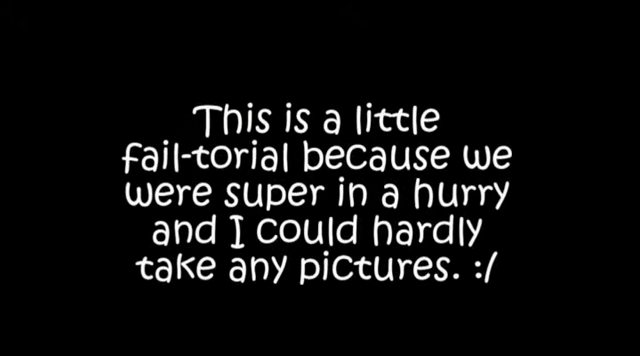 This is a little
fail-torial because we
were super in a hurry
and I could hardly
take any pictures. :/